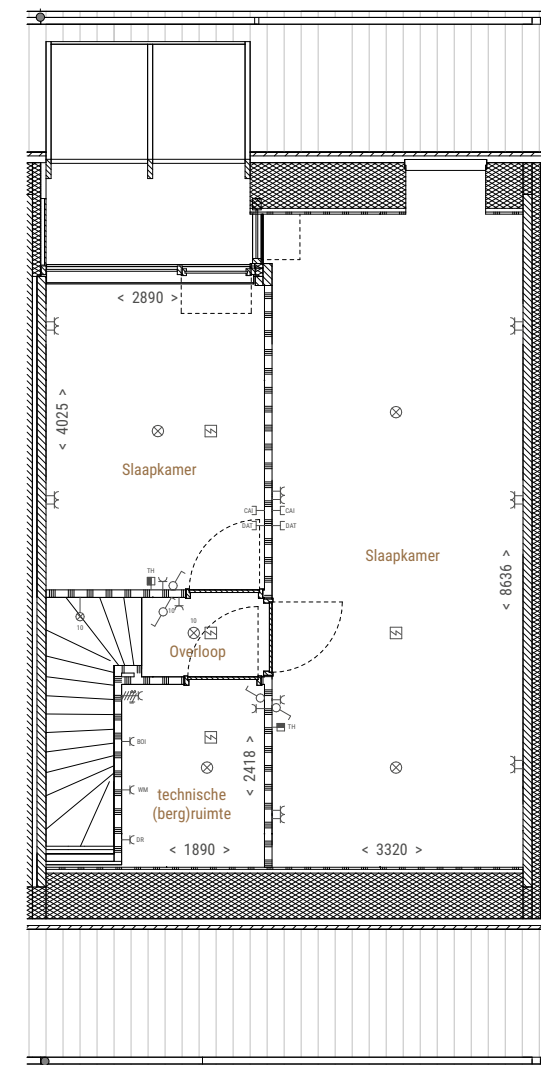 < 2890 >
< 4025 >
Slaapkamer
CAI
CAI
DAT
DAT
Slaapkamer
< 8636 >
TH
10
10
10
Overloop
TH
BOI
WM
DR
< 2418 >
technische
(berg)ruimte
< 1890 >
< 3320 >